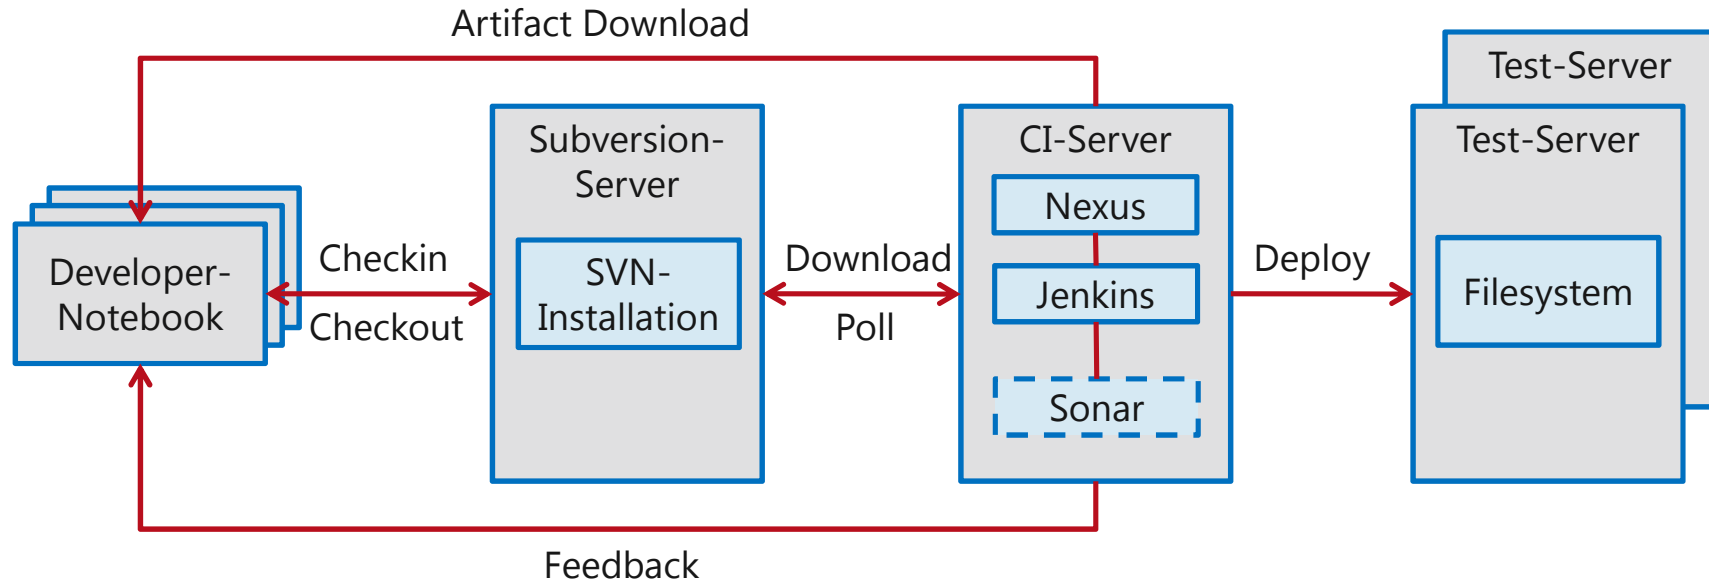 Artifact Download
Test-Server
Test-Server
Subversion-
Server
CI-Server
Nexus
Developer-
Notebook
Checkin
Checkout
SVN-
Installation
Download
Poll
Jenkins
Deploy
Filesystem
Sonar
Feedback